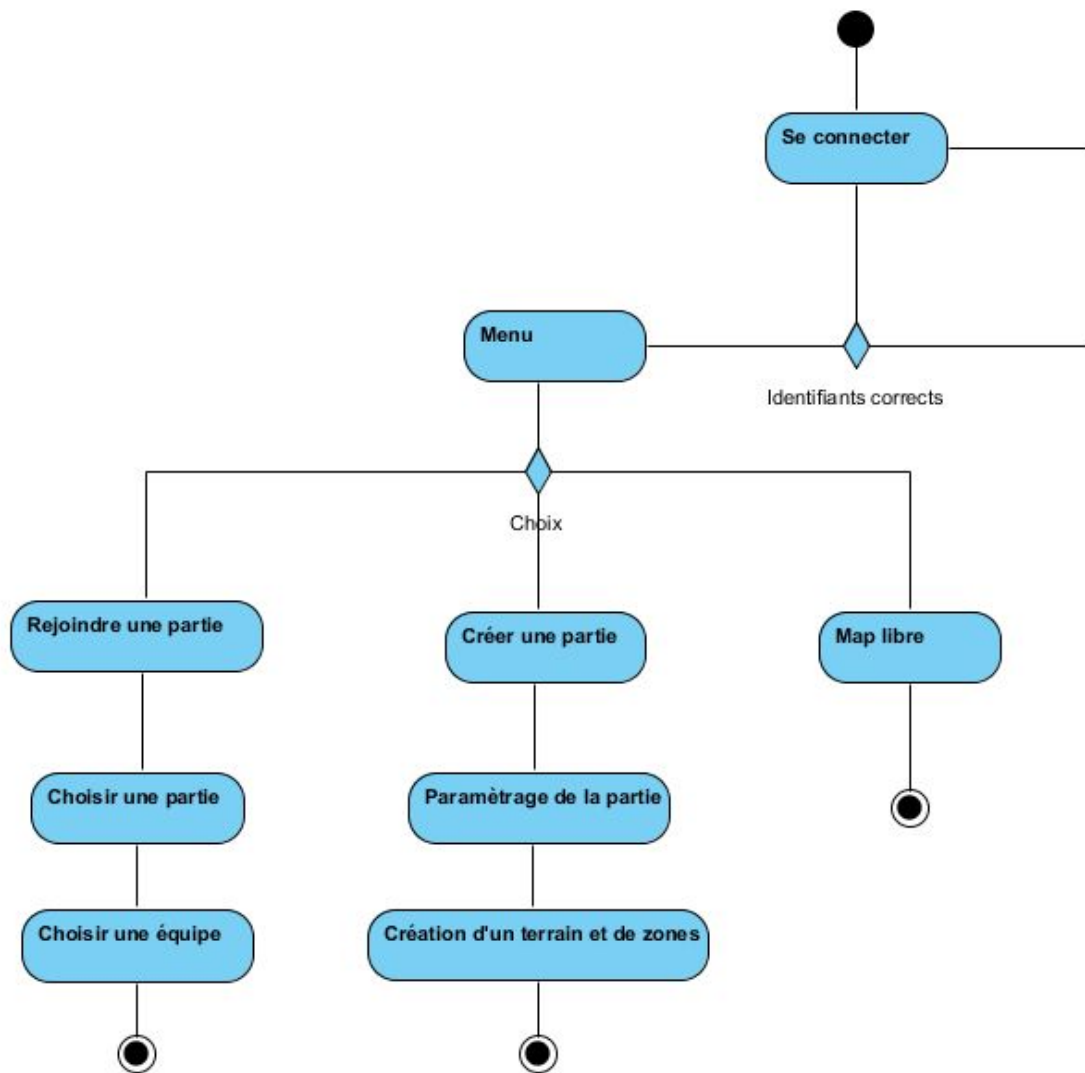 Se connecter
Menu
Identifiants corrects
Choix
Rejoindre une partie
Créer une partie
Map libre
Choisir une partie
Paramètrage de la partie
Choisir une équipe
Création d'un terrain et de zones